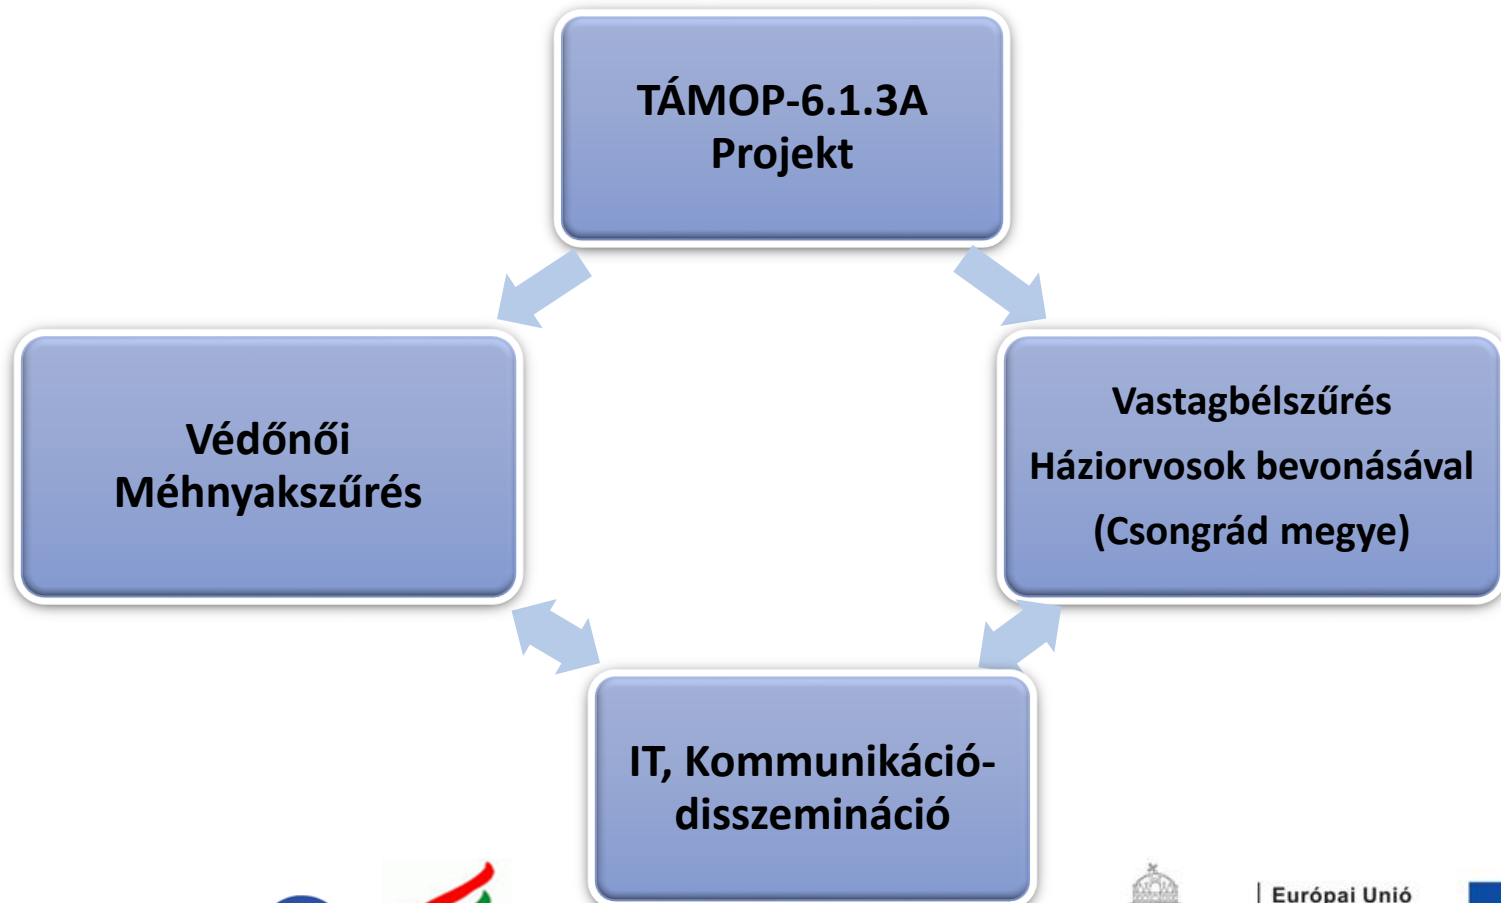 TÁMOP-6.1.3A
Projekt
Védőnői
Méhnyakszűrés
Vastagbélszűrés
Háziorvosok bevonásával
(Csongrád megye)
IT, Kommunikáció-
disszemináció
Európai Unió